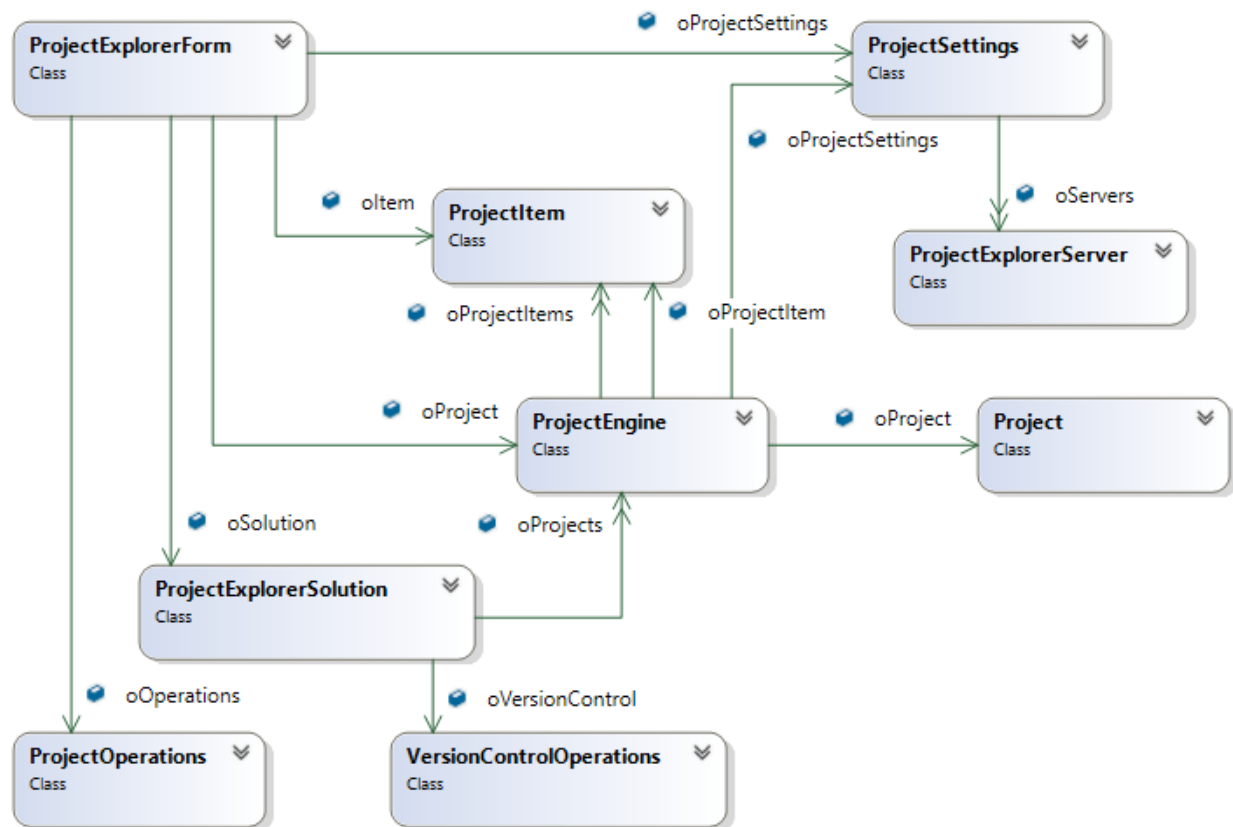 oProjectSettings
ProjectExplorerForm
Class
ProjectSettings
Class
oProjectSettings
oItem
oServers
ProjectItem
Class
ProjectExplorerServer
Class
oProjectItems
oProjectItem
oProject
oProject
ProjectEngine
Class
Project
Class
oSolution
oProjects
ProjectExplorerSolution
Class
oOperations
oVersionControl
ProjectOperations
Class
VersionControlOperations
Class